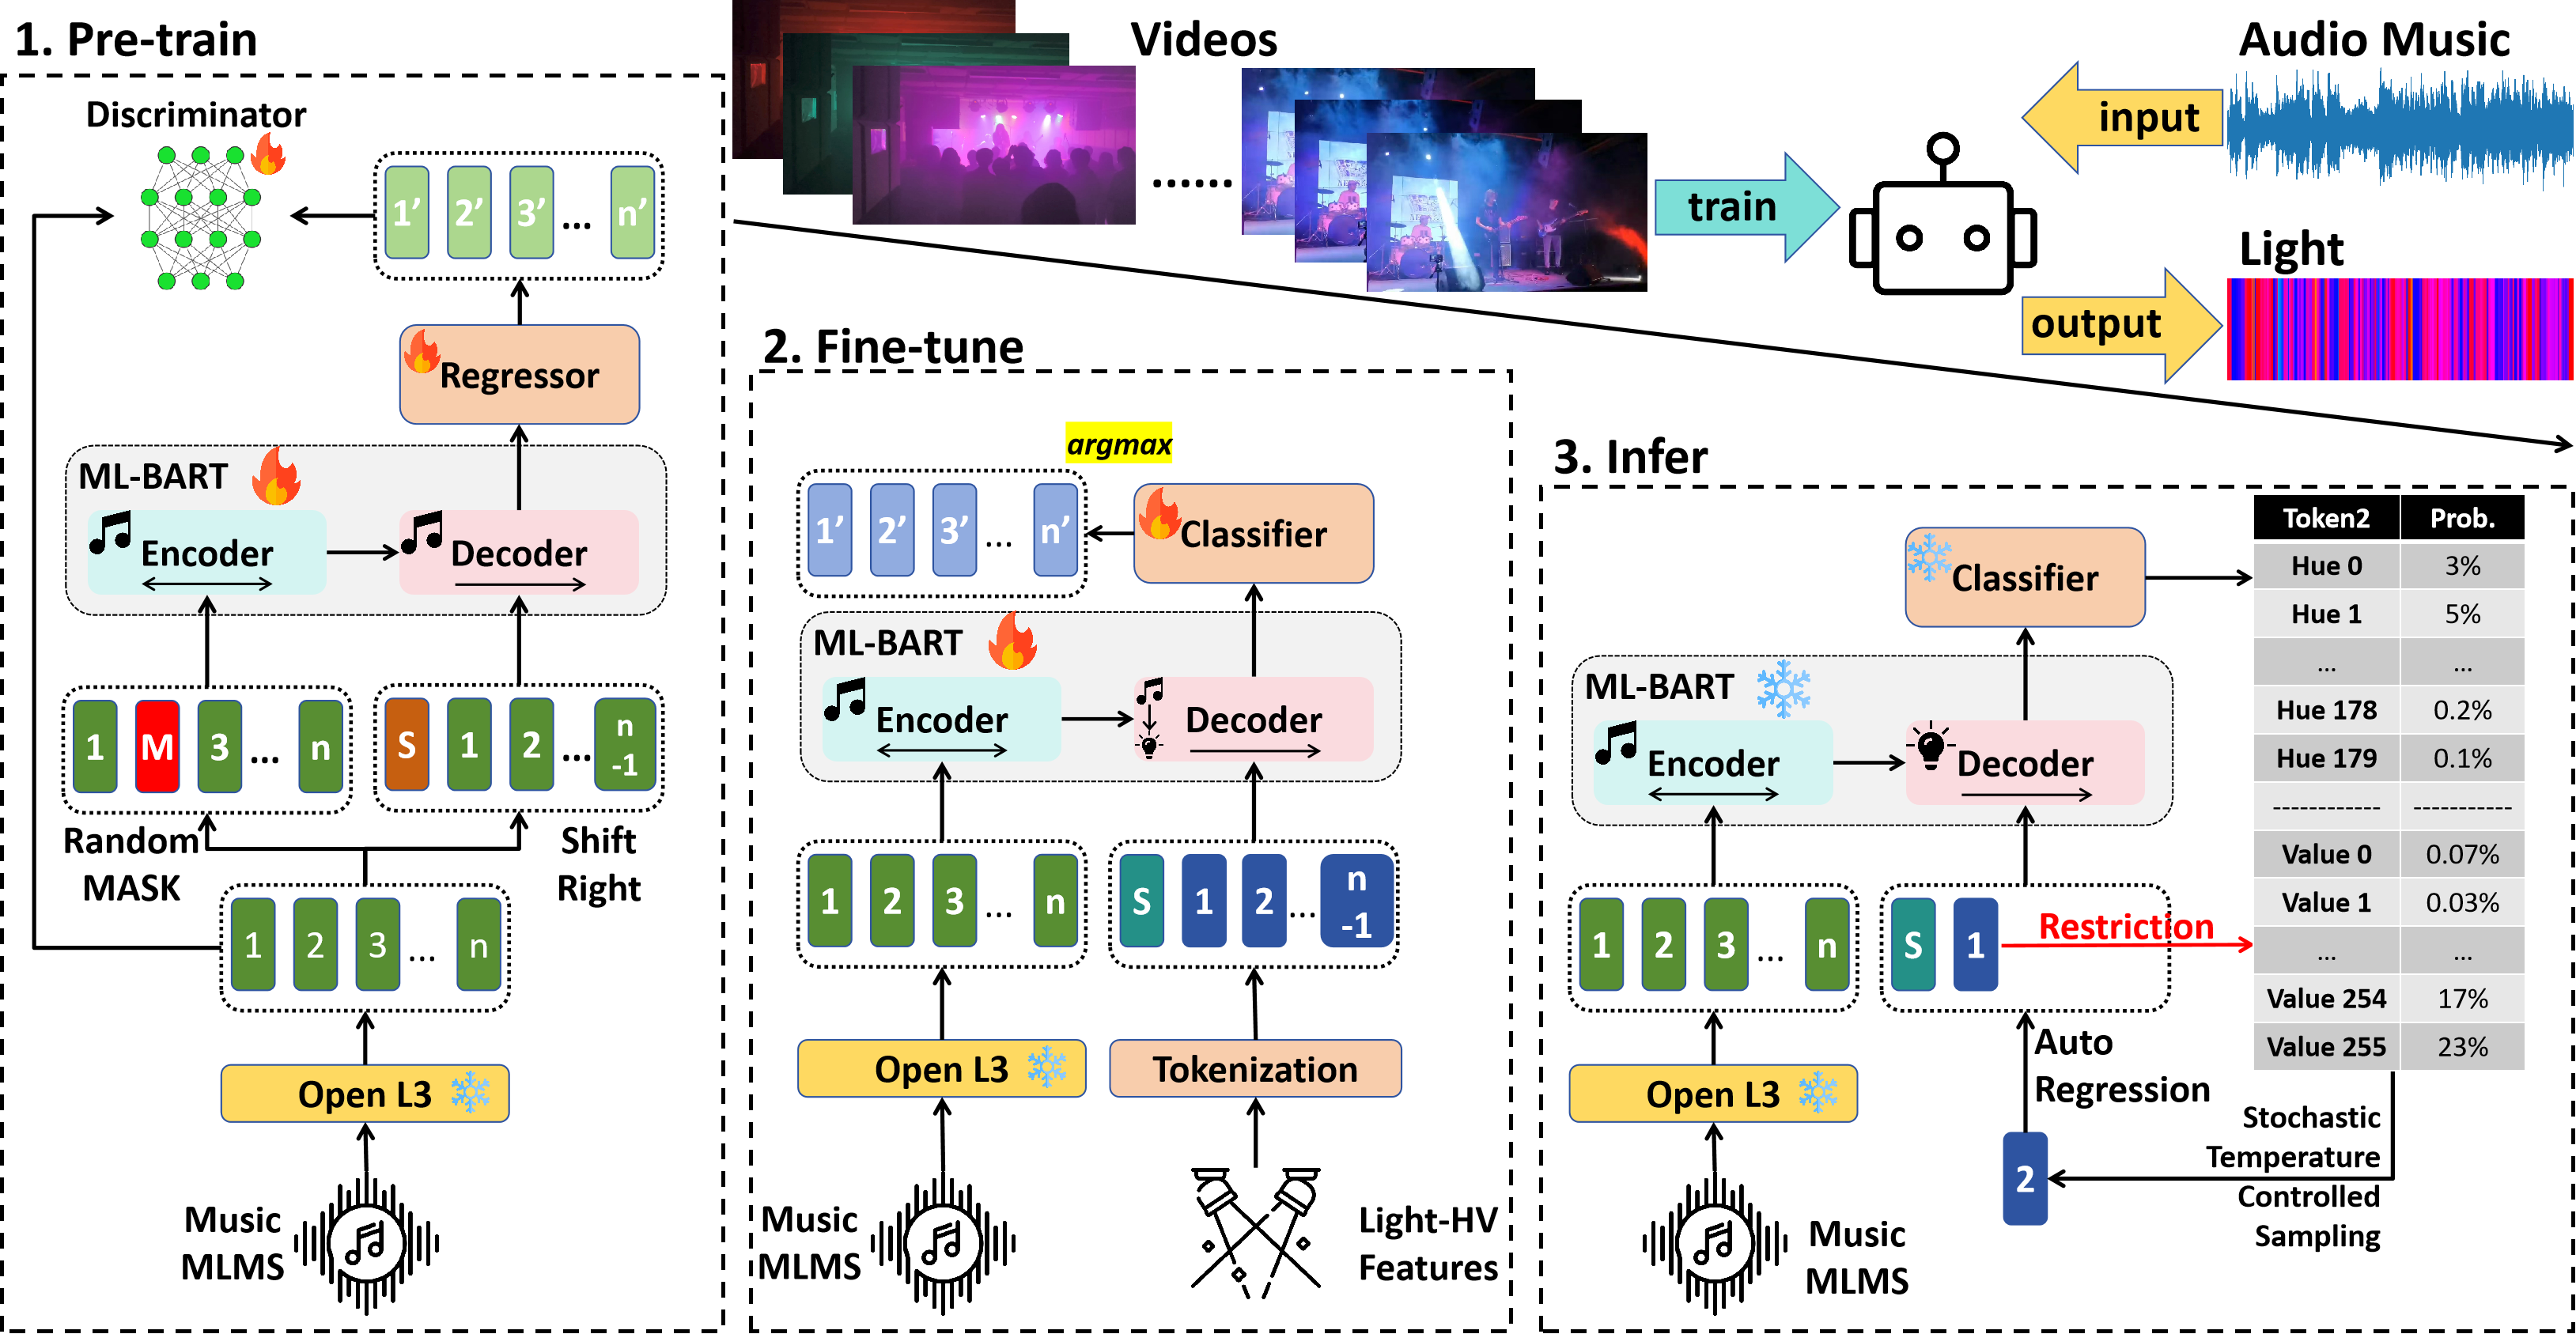 1. Pre-train
Discriminator
1’ 2’ 3’ ... n’
Regressor
ML-BART
Encoder
Decoder
1 M 3 ... n
S 1 2 ... n -1
Random
MASK
Shift
Right
1 2 3 ... n
Open L3
Music
MLMS
Videos
......
train
Audio Music
input
Light
output
2. Fine-tune
argmax
1’ 2’ 3’ ... n’
Classifier
ML-BART
Encoder
Decoder
1 2 3 ... n
S 1 2 ... n -1
Open L3
Tokenization
Music
MLMS
Light-HV
Features
3. Infer
Classifier
ML-BART
Encoder
Decoder
1 2 3 ... n
S 1
Restriction
Open L3
Auto
Regression
2
Music
MLMS
Token2 Prob.
Hue 0 3%
Hue 1 5%
... ...
Hue 178 0.2%
Hue 179 0.1%
------------ -----------
Value 0 0.07%
Value 1 0.03%
... ...
Value 254 17%
Value 255 23%
Stochastic
Temperature
Controlled
Sampling